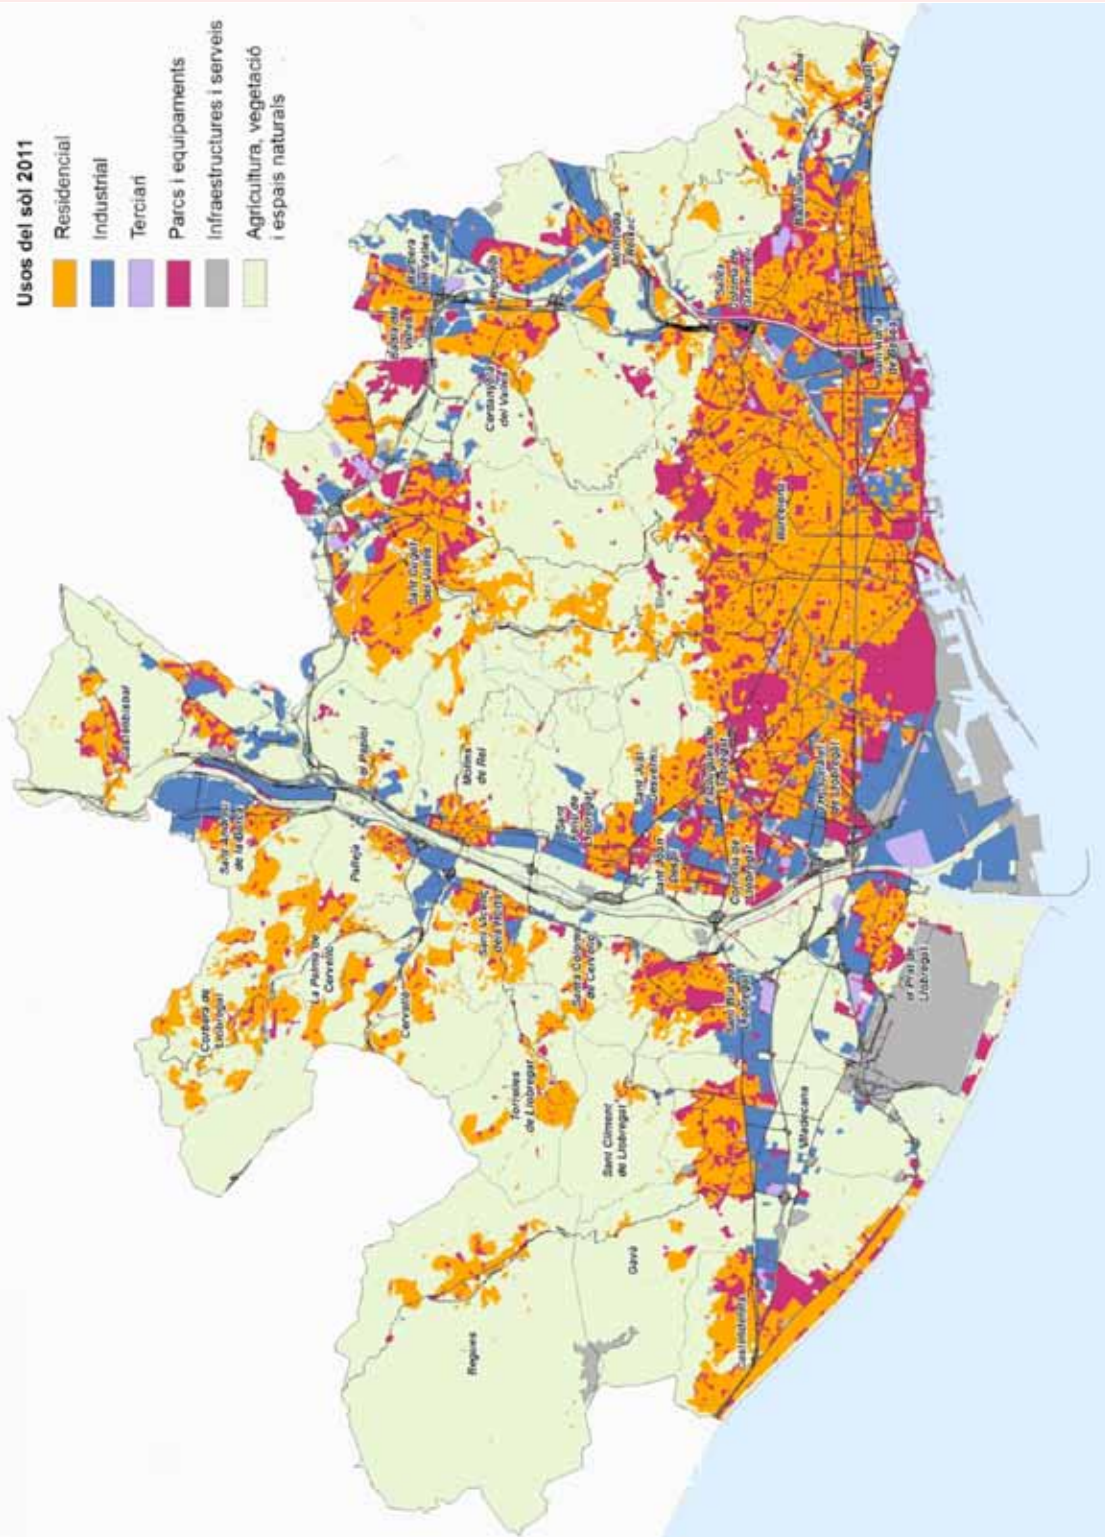 Usos del sòl 2011
Residencial
Industrial
Terciari
Parcs i equipaments
Infraestructures i serveis
Agricultura, vegetació
i espais naturals
Castellbisbal
Sant Andreu
de la Barca
el Papiol
Pallejà
Corbera de
Llobregat
La Palma de
Cervelló
Cervelló
Sant Vicenç
dels Horts
Molins
de Rei
Sant Cugat
del Vallès
Badia del
Vallès
Barberà
del Vallès
Ripollet
Cerdanyola
del Vallès
Montcada
i Reixac
Santa
Coloma de
Gramenet
Badalona
Tiana
Montgat
Sant Adrià
de Besòs
Barcelona
Sant
Feliu de
Llobregat
Sant Just
Desvern
Esplugues de
Llobregat
Sant Joan
Despí
Cornellà de
Llobregat
l'Hospitalet
de Llobregat
Santa Coloma
de Cervelló
Torrelles
de Llobregat
Sant Climent
de Llobregat
Sant Boi de
Llobregat
el Prat de
Llobregat
Viladecans
Gavà
Begues
Castelldefels